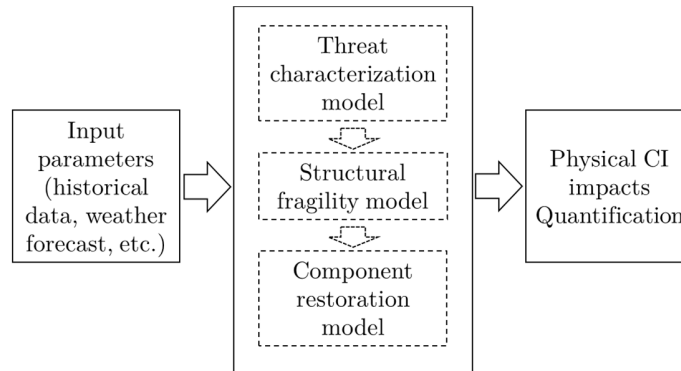 Input
parameters
(historical
data, weather
forecast, etc.)
Threat
characterization
model
Structural
fragility model
Component
restoration
model
Physical CI
impacts
Quantification